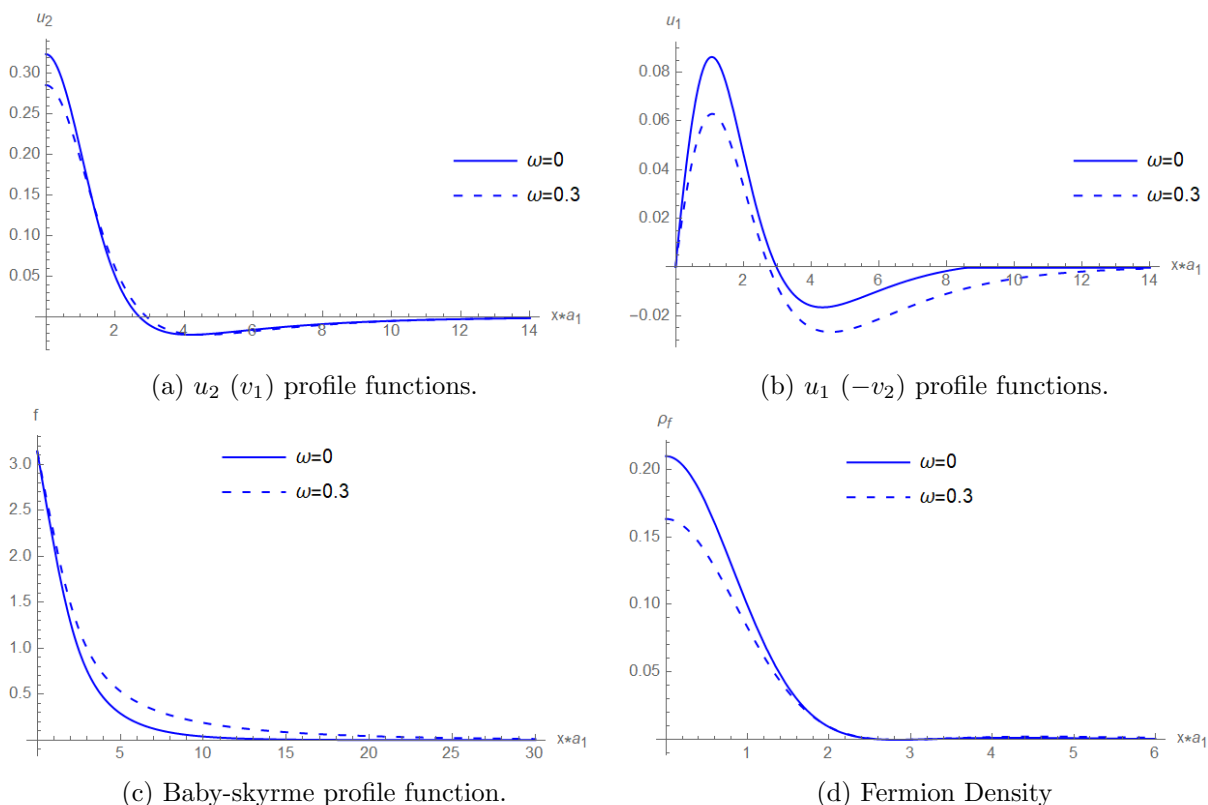 u₂
0.30
0.25
0.20
0.15
0.10
0.05
2 4 6 8 10 12 14
x*a₁
ω=0
ω=0.3
(a) u₂ (v₁) profile functions.
u₁
0.08
0.06
0.04
0.02
−0.02
2 4 6 8 10 12 14
x*a₁
ω=0
ω=0.3
(b) u₁ (−v₂) profile functions.
f
3.0
2.5
2.0
1.5
1.0
0.5
5 10 15 20 25 30
x*a₁
ω=0
ω=0.3
(c) Baby-skyrme profile function.
ρf
0.20
0.15
0.10
0.05
1 2 3 4 5 6
x*a₁
ω=0
ω=0.3
(d) Fermion Density